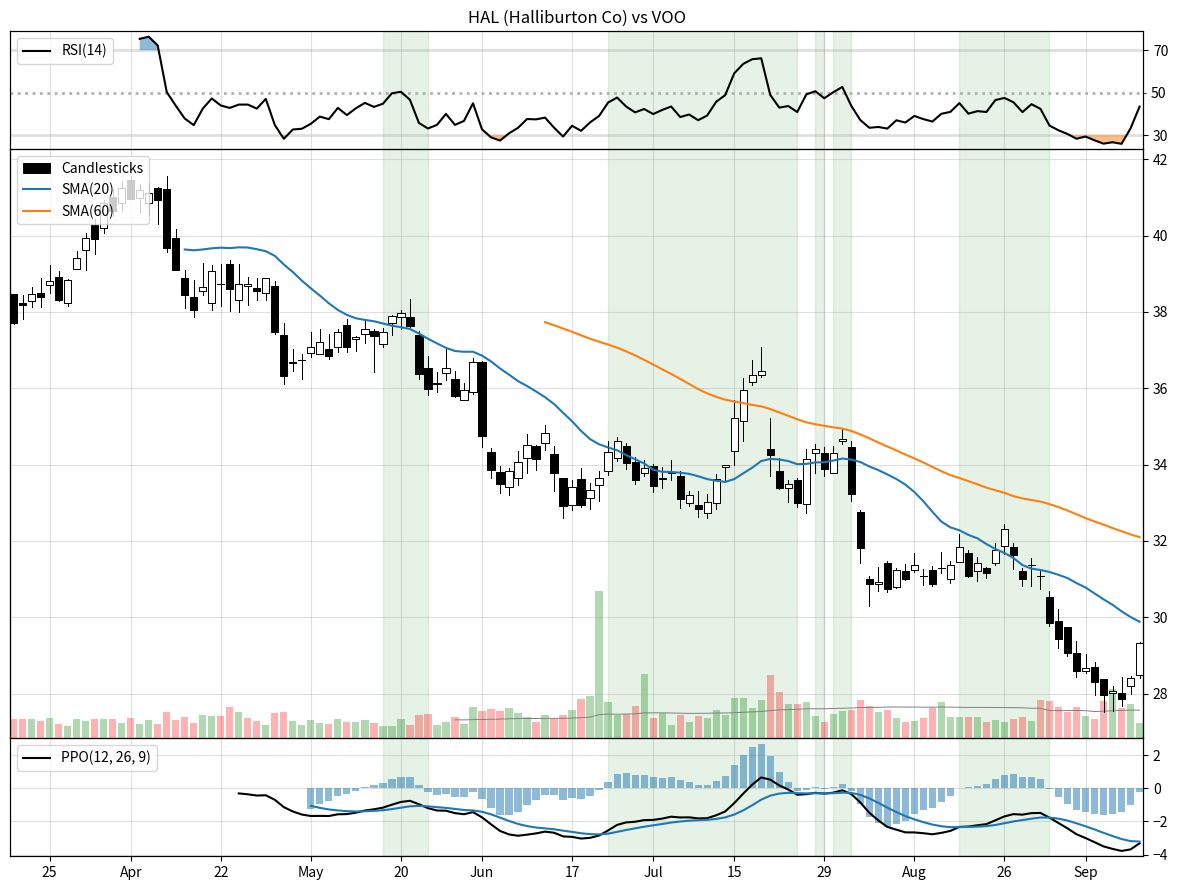 HAL (Halliburton Co) vs VOO
RSI(14)
70
50
30
Candlesticks
SMA(20)
SMA(60)
42
40
38
36
34
32
30
28
PPO(12, 26, 9)
2
0
−2
−4
25 Apr 22 May 20 Jun 17 Jul 15 29 Aug 26 Sep